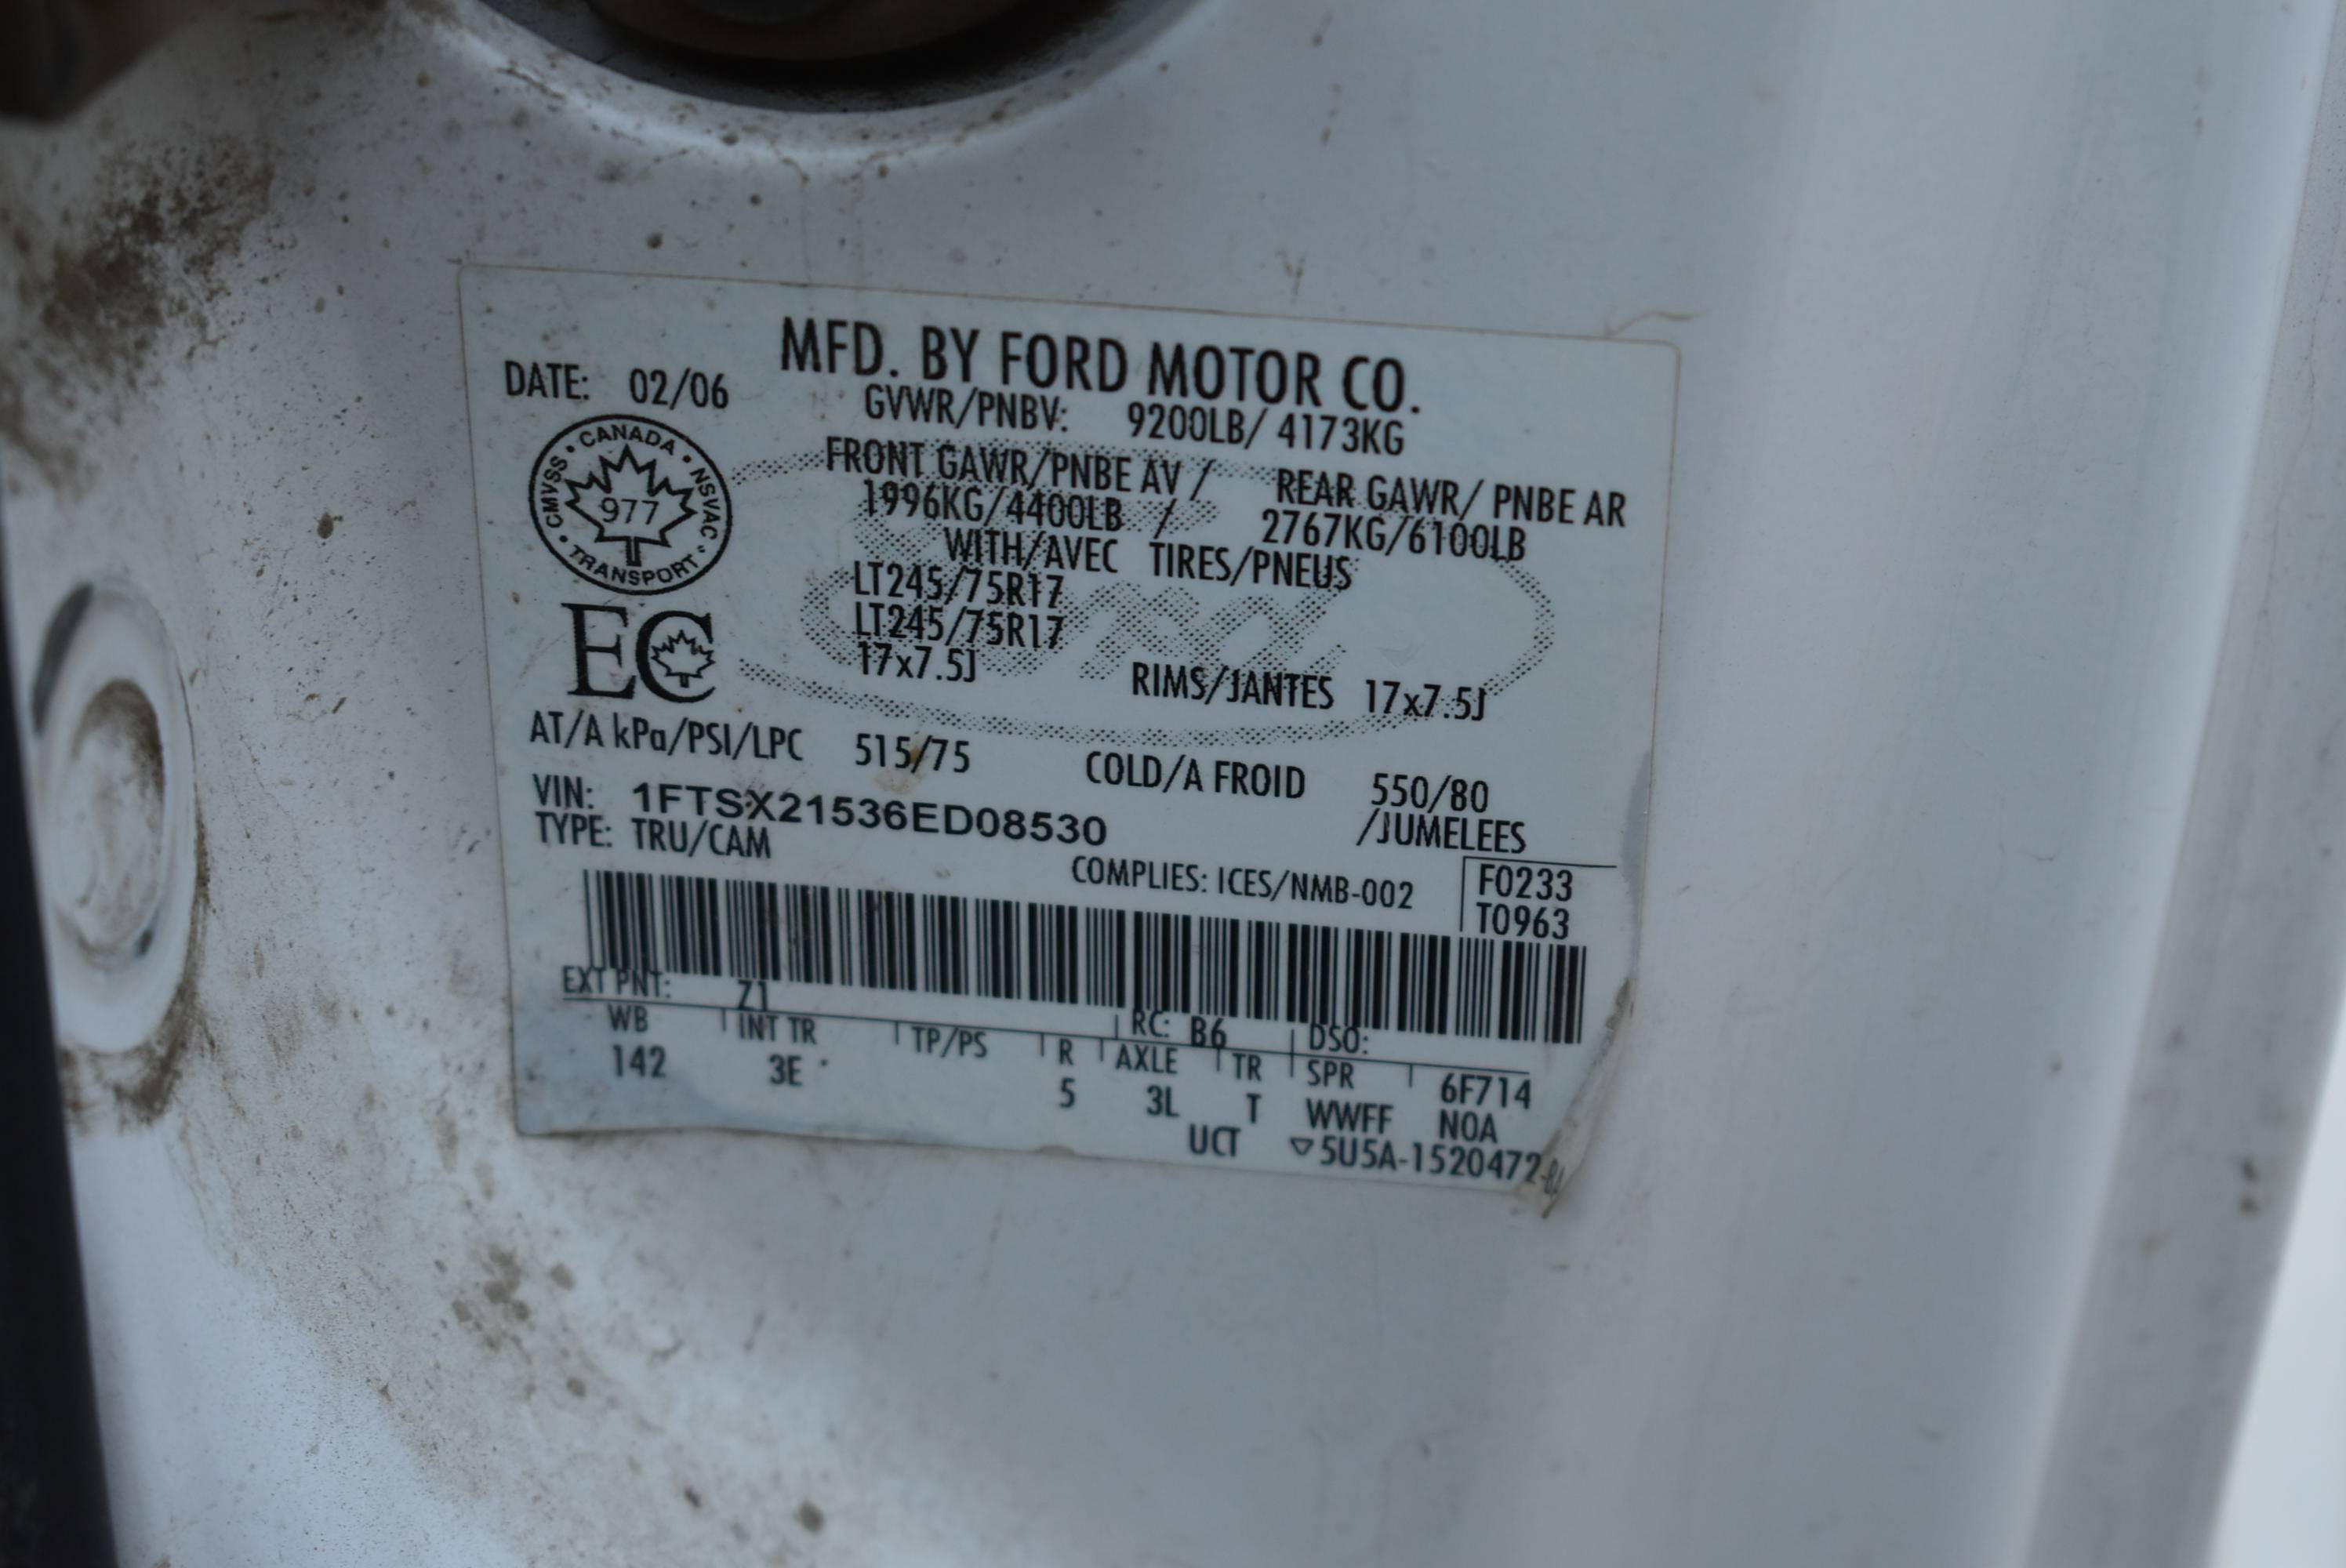 MFD. BY FORD MOTOR CO.
DATE: 02/06 GVWR/PNBV: 9200LB/ 4173KG
CANADA
CMVSS NSVAC
977
TRANSPORT
FRONT GAWR/PNBE AV / REAR GAWR/ PNBE AR
1996KG/4400LB / 2767KG/6100LB
WITH/AVEC TIRES/PNEUS
LT245/75R17
LT245/75R17
17x7.5J RIMS/JANTES 17x7.5J
EC
AT/A kPa/PSI/LPC 515/75 COLD/A FROID 550/80
VIN: 1FTSX21536ED08530 /JUMELEES
TYPE: TRU/CAM
COMPLIES: ICES/NMB-002 F0233
T0963
EXT PNT: Z1 RC: B6 DSO:
WB INT TR TP/PS R AXLE TR SPR 6F714
142 3E 5 3L T WWFF NOA
UCT ▽5U5A-1520472